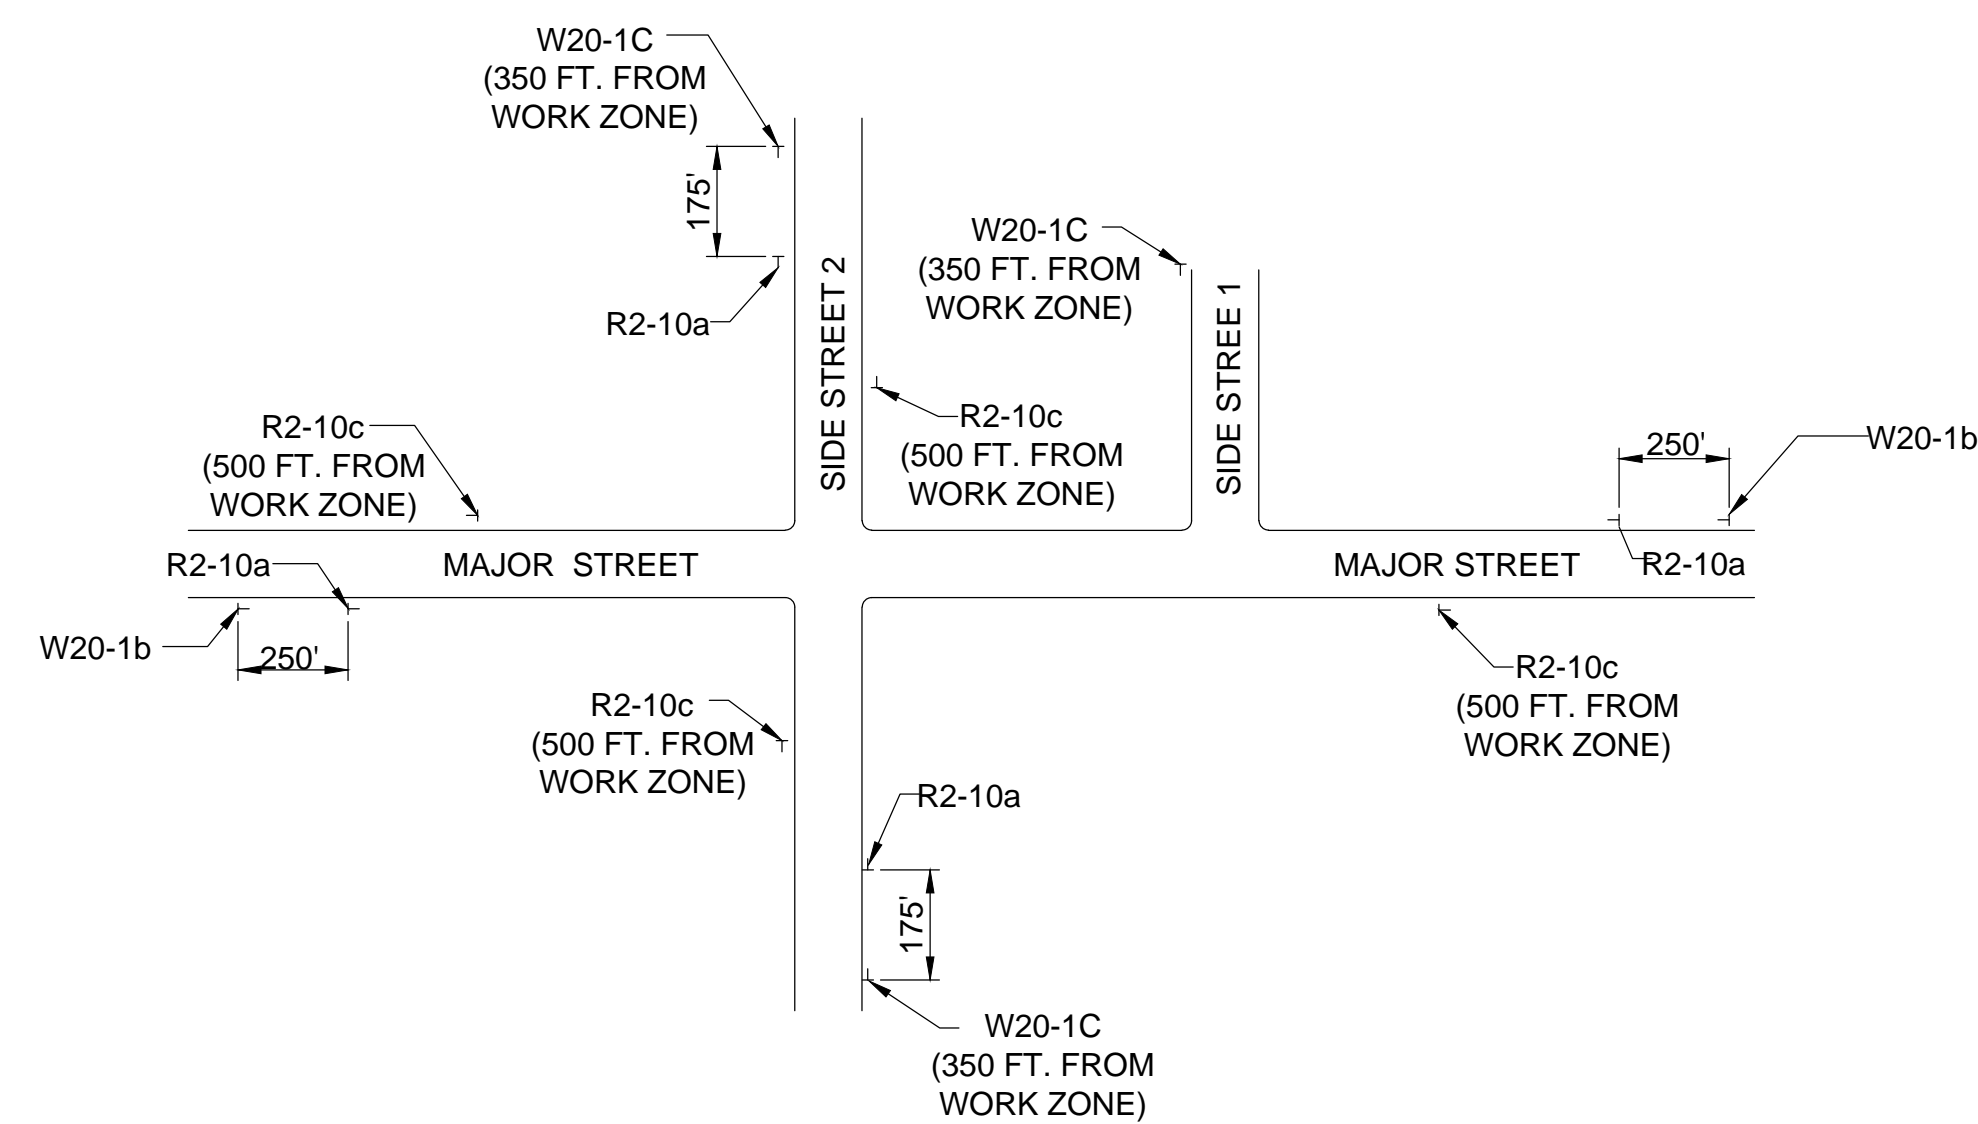 W20-1C
(350 FT. FROM
WORK ZONE)
175'
R2-10a
SIDE STREET 2
W20-1C
(350 FT. FROM
WORK ZONE)
SIDE STREE 1
R2-10c
(500 FT. FROM
WORK ZONE)
R2-10c
(500 FT. FROM
WORK ZONE)
250'
W20-1b
R2-10a
MAJOR STREET
MAJOR STREET
R2-10a
W20-1b
250'
R2-10c
(500 FT. FROM
WORK ZONE)
R2-10c
(500 FT. FROM
WORK ZONE)
R2-10a
175'
W20-1C
(350 FT. FROM
WORK ZONE)